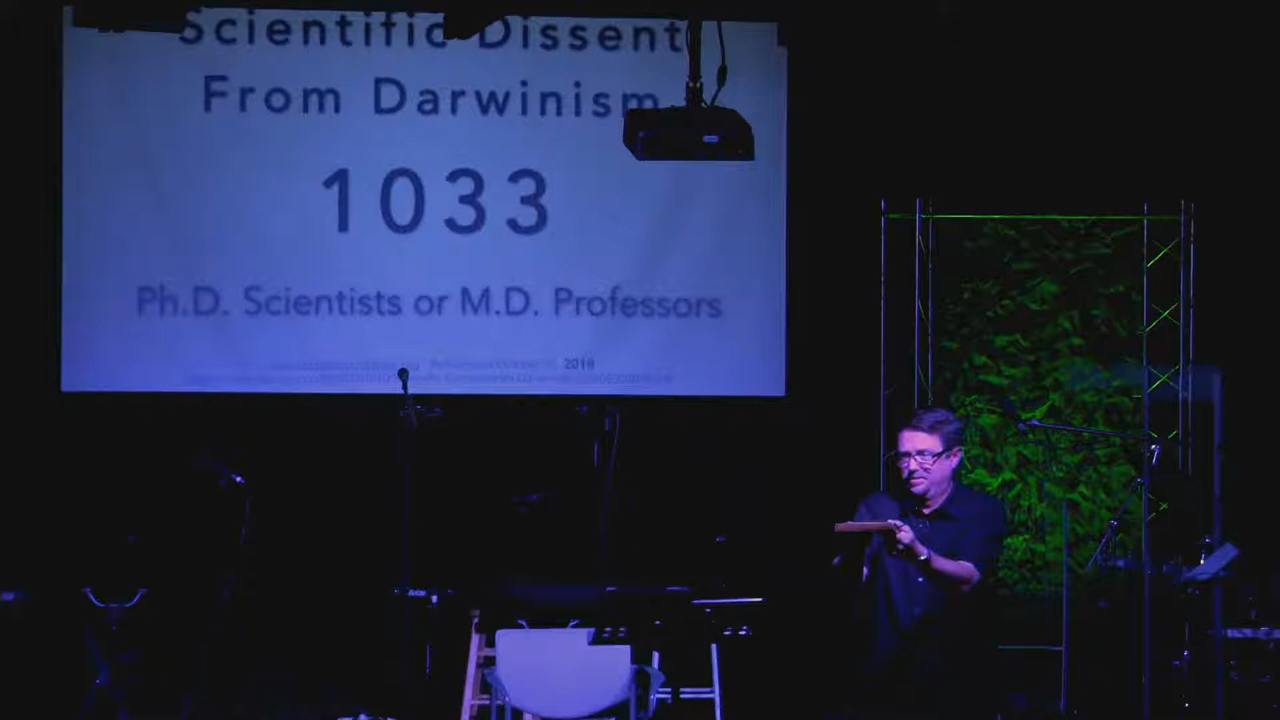 Scientific Dissent
From Darwinism
1033
Ph.D. Scientists or M.D. Professors
2019